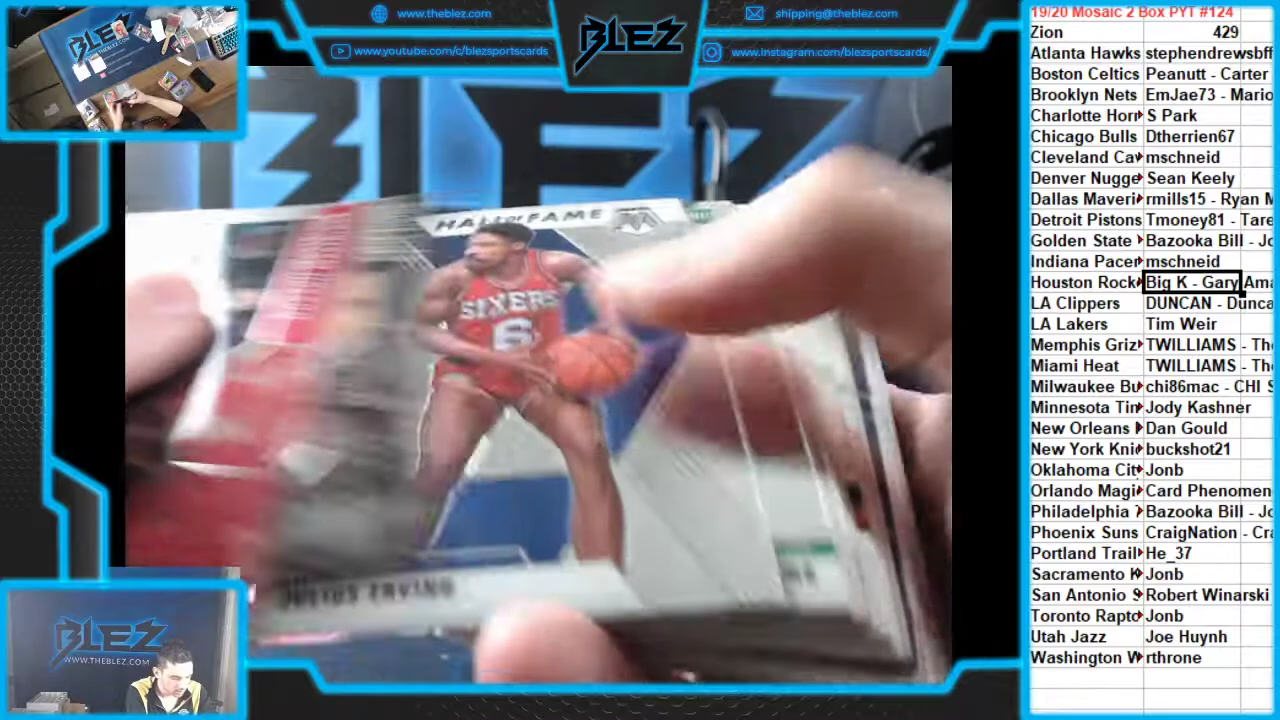 www.theblez.com
www.youtube.com/c/blezsportscards
BLEZ
shipping@theblez.com
www.instagram.com/blezsportscards/
19/20 Mosaic 2 Box PYT #124
Zion 429
Atlanta Hawks stephendrewsbff
Boston Celtics Peanutt - Carter
Brooklyn Nets EmJae73 - Mario
Charlotte Horr S Park
Chicago Bulls Dtherrien67
Cleveland Ca mschneid
Denver Nugge Sean Keely
Dallas Maveri rmills15 - Ryan M
Detroit Pistons Tmoney81 - Tare
Golden State Bazooka Bill - Jo
Indiana Pacer mschneid
Houston Rock Big K - Gary Ama
LA Clippers DUNCAN - Dunca
LA Lakers Tim Weir
Memphis Griz TWILLIAMS - The
Miami Heat TWILLIAMS - The
Milwaukee Bu chi86mac - CHI S
Minnesota Tin Jody Kashner
New Orleans Dan Gould
New York Kni buckshot21
Oklahoma Cit Jonb
Orlando Magi Card Phenomen
Philadelphia 7 Bazooka Bill - Jo
Phoenix Suns CraigNation - Cra
Portland Trail He_37
Sacramento K Jonb
San Antonio S Robert Winarski
Toronto Rapto Jonb
Utah Jazz Joe Huynh
Washington W rthrone
BLEZ
HALL OF FAME
SIXERS
6
JULIUS ERVING
BLEZ
WWW.THEBLEZ.COM